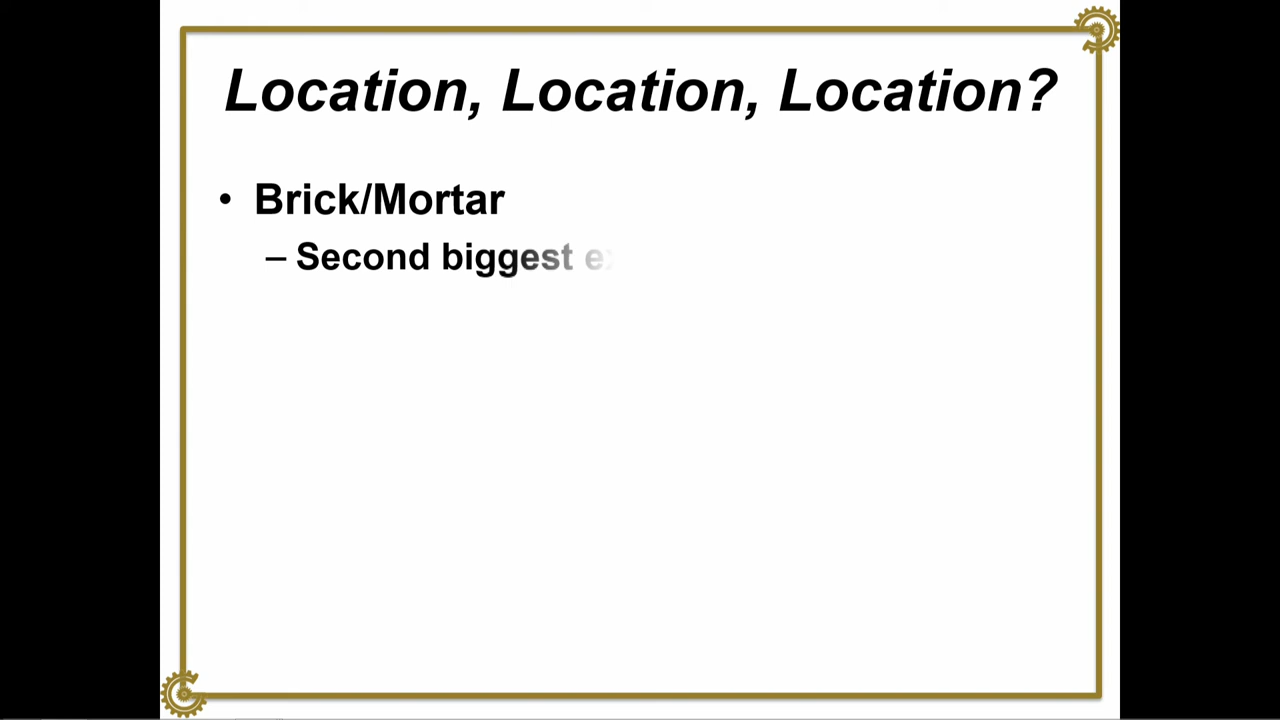 Location, Location, Location?
• Brick/Mortar
– Second biggest